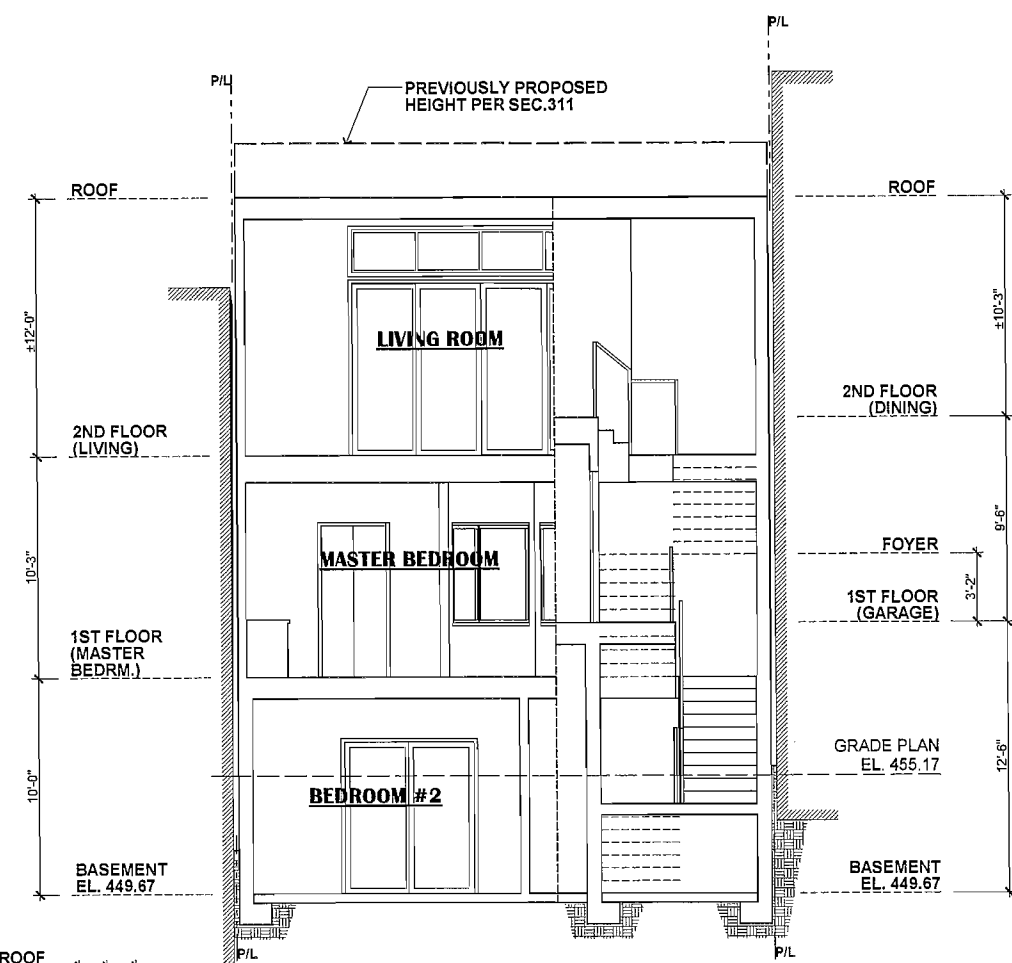 P/L
P/L
PREVIOUSLY PROPOSED
HEIGHT PER SEC.311
ROOF
ROOF
±12'-0"
±10'-3"
LIVING ROOM
2ND FLOOR
(DINING)
2ND FLOOR
(LIVING)
9'-6"
FOYER
MASTER BEDROOM
10'-3"
3'-2"
1ST FLOOR
(GARAGE)
1ST FLOOR
(MASTER
BEDRM.)
GRADE PLAN
EL. 455.17
12'-6"
10'-0"
BEDROOM #2
BASEMENT
EL. 449.67
BASEMENT
EL. 449.67
P/L
P/L
ROOF